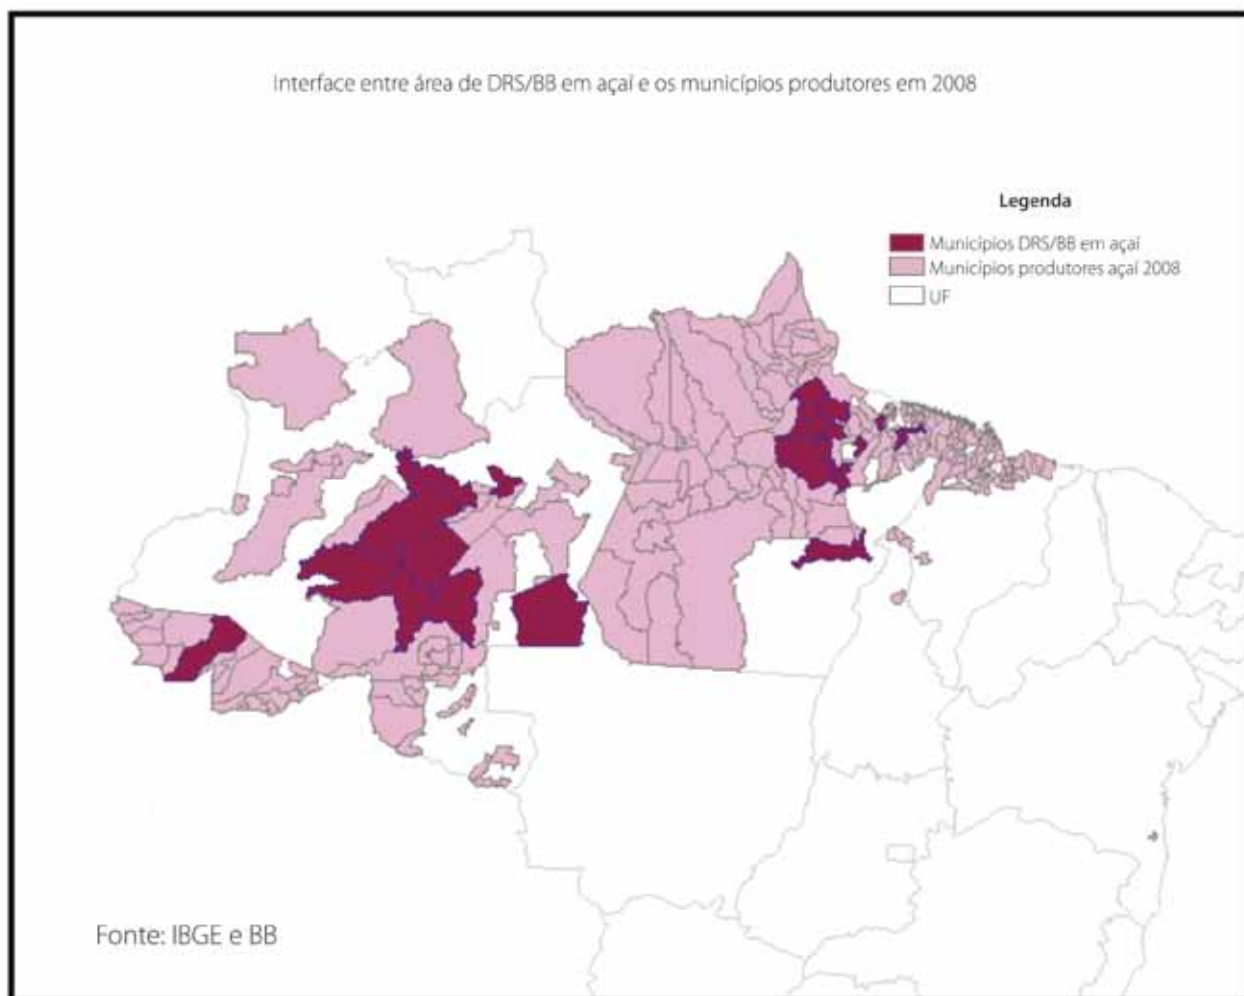 Interface entre área de DRS/BB em açaí e os municípios produtores em 2008
Legenda
Municípios DRS/BB em açaí
Municípios produtores açaí 2008
UF
Fonte: IBGE e BB